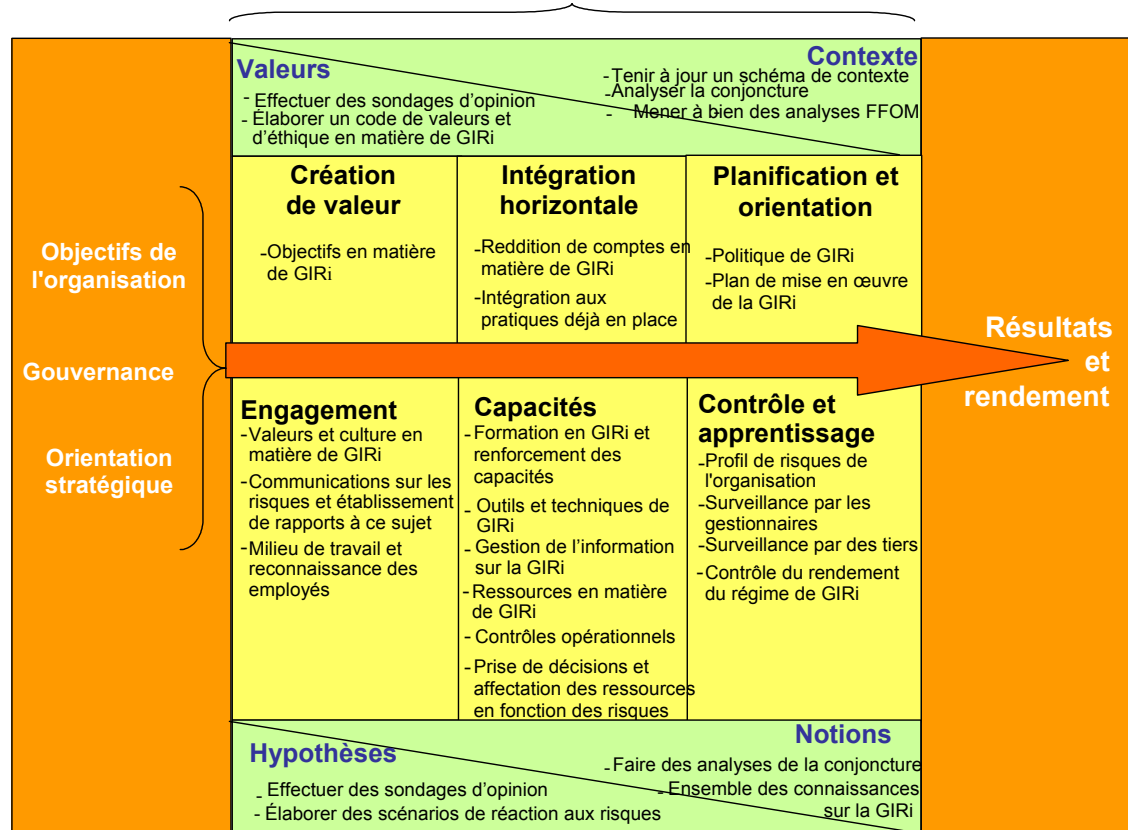 Valeurs
- Effectuer des sondages d'opinion
- Élaborer un code de valeurs et
d'éthique en matière de GIRi
Contexte
-Tenir à jour un schéma de contexte
-Analyser la conjoncture
- Mener à bien des analyses FFOM
Objectifs de
l'organisation
Gouvernance
Orientation
stratégique
Création
de valeur
-Objectifs en matière
de GIRi
Intégration
horizontale
-Reddition de comptes en
matière de GIRi
-Intégration aux
pratiques déjà en place
Planification et
orientation
-Politique de GIRi
-Plan de mise en œuvre
de la GIRi
Engagement
-Valeurs et culture en
matière de GIRi
-Communications sur les
risques et établissement
de rapports à ce sujet
-Milieu de travail et
reconnaissance des
employés
Capacités
-Formation en GIRi et
renforcement des
capacités
-Outils et techniques de
GIRi
- Gestion de l'information
sur la GIRi
-Ressources en matière
de GIRi
- Contrôles opérationnels
-Prise de décisions et
affectation des ressources
en fonction des risques
Contrôle et
apprentissage
-Profil de risques de
l'organisation
-Surveillance par les
gestionnaires
-Surveillance par des tiers
-Contrôle du rendement
du régime de GIRi
Résultats
et
rendement
Hypothèses
- Effectuer des sondages d'opinion
- Élaborer des scénarios de réaction aux risques
Notions
-Faire des analyses de la conjoncture
-Ensemble des connaissances
sur la GIRi